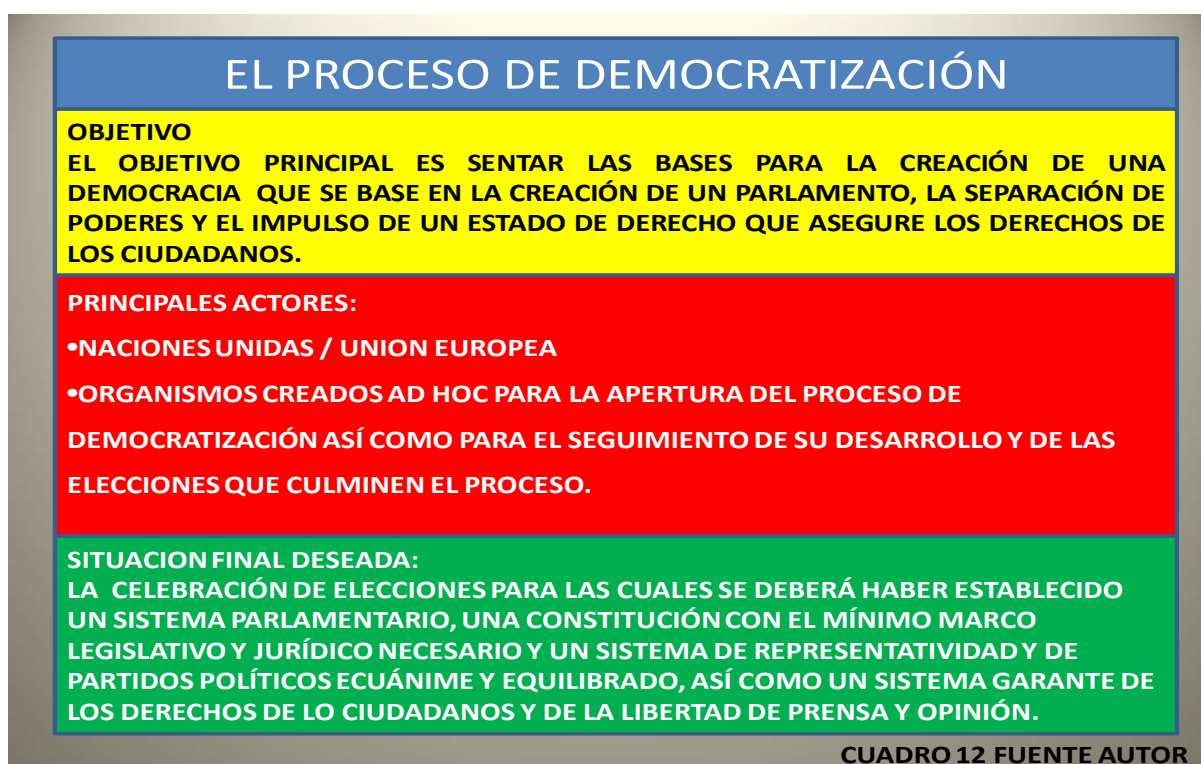 EL PROCESO DE DEMOCRATIZACIÓN
OBJETIVO
EL OBJETIVO PRINCIPAL ES SENTAR LAS BASES PARA LA CREACIÓN DE UNA
DEMOCRACIA QUE SE BASE EN LA CREACIÓN DE UN PARLAMENTO, LA SEPARACIÓN DE
PODERES Y EL IMPULSO DE UN ESTADO DE DERECHO QUE ASEGURE LOS DERECHOS DE
LOS CIUDADANOS.
PRINCIPALES ACTORES:
•NACIONES UNIDAS / UNION EUROPEA
•ORGANISMOS CREADOS AD HOC PARA LA APERTURA DEL PROCESO DE
DEMOCRATIZACIÓN ASÍ COMO PARA EL SEGUIMIENTO DE SU DESARROLLO Y DE LAS
ELECCIONES QUE CULMINEN EL PROCESO.
SITUACION FINAL DESEADA:
LA CELEBRACIÓN DE ELECCIONES PARA LAS CUALES SE DEBERÁ HABER ESTABLECIDO
UN SISTEMA PARLAMENTARIO, UNA CONSTITUCIÓN CON EL MÍNIMO MARCO
LEGISLATIVO Y JURÍDICO NECESARIO Y UN SISTEMA DE REPRESENTATIVIDAD Y DE
PARTIDOS POLÍTICOS ECUÁNIME Y EQUILIBRADO, ASÍ COMO UN SISTEMA GARANTE DE
LOS DERECHOS DE LO CIUDADANOS Y DE LA LIBERTAD DE PRENSA Y OPINIÓN.
CUADRO 12 FUENTE AUTOR